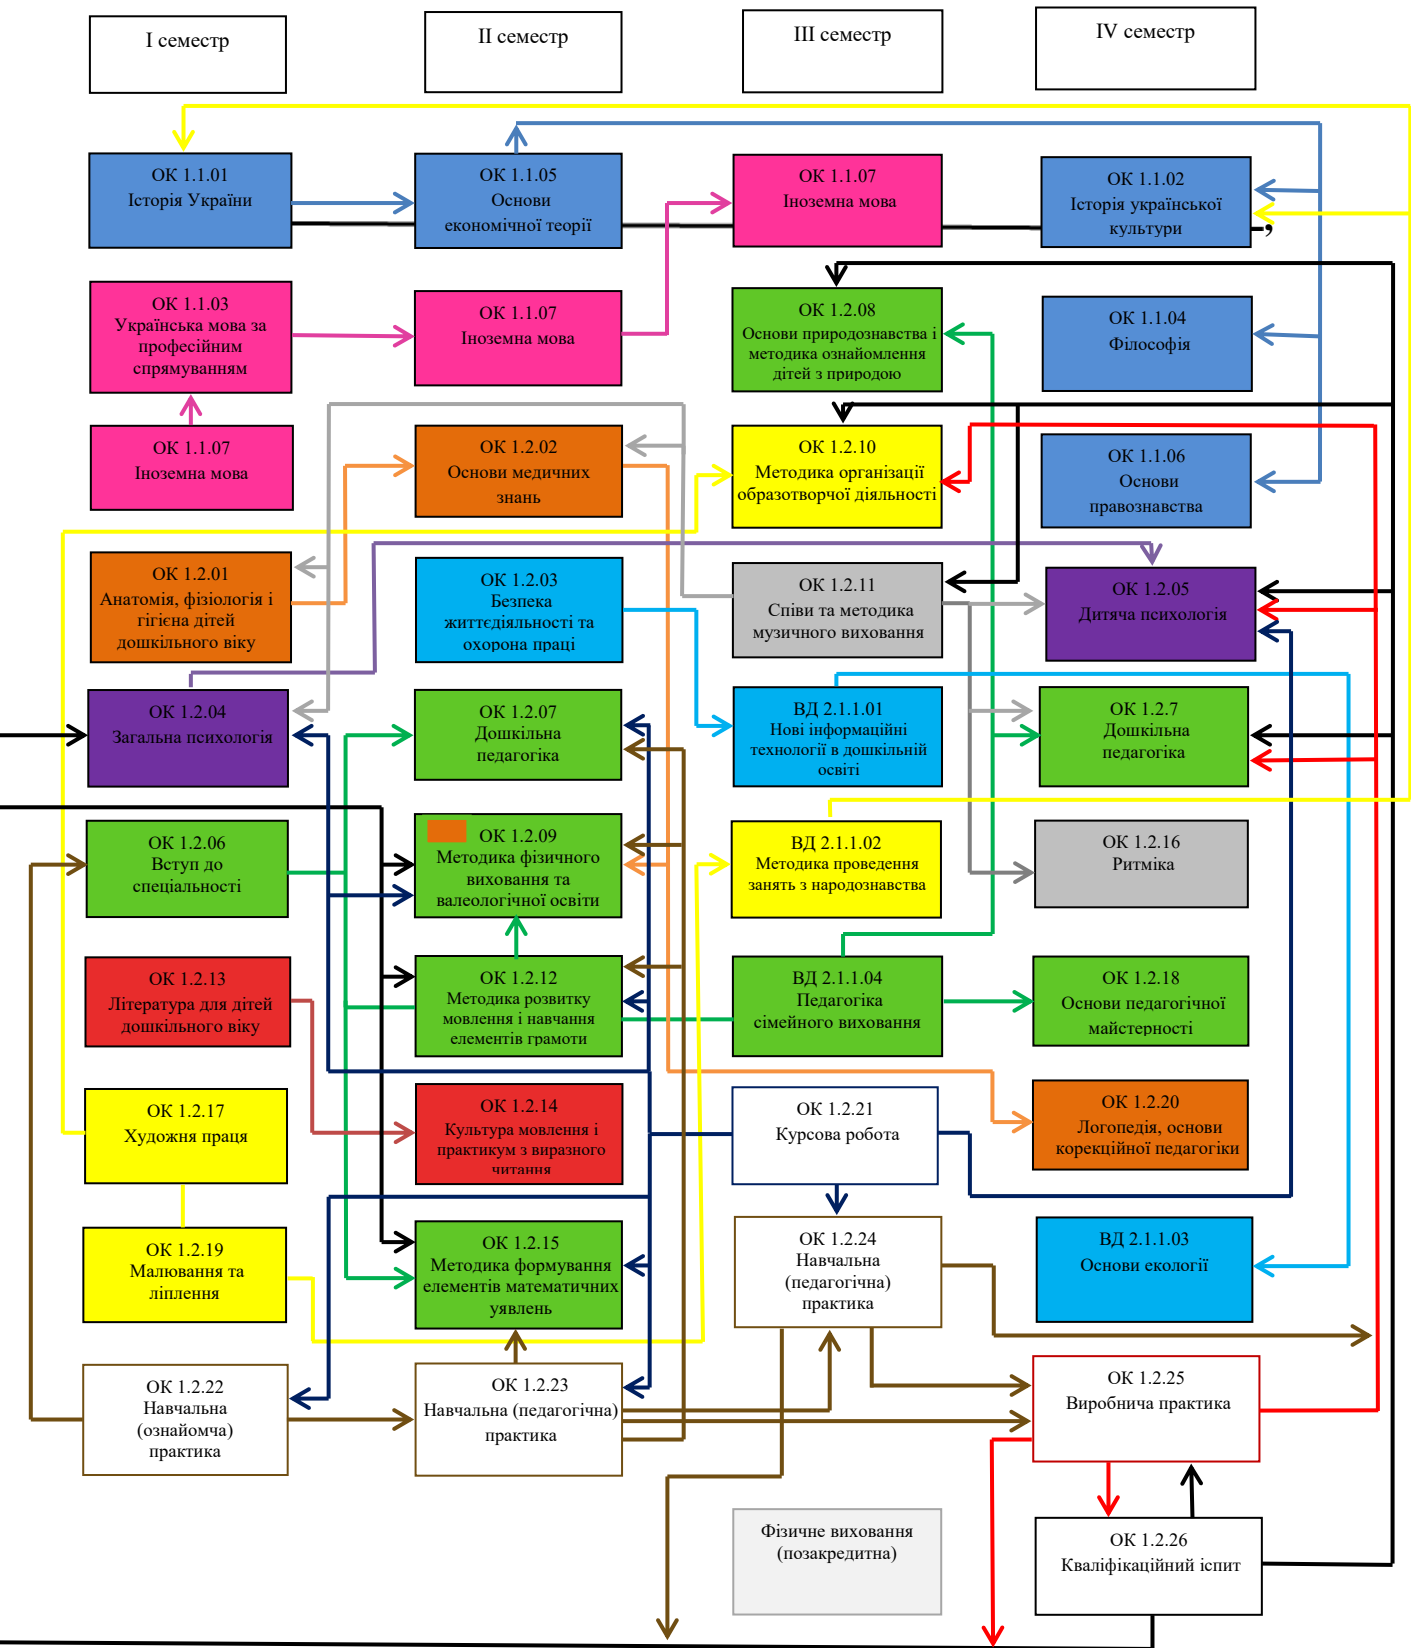 І семестр
ІІ семестр
ІІІ семестр
IV семестр
ОК 1.1.01
Історія України
ОК 1.1.05
Основи
економічної теорії
ОК 1.1.07
Іноземна мова
ОК 1.1.02
Історія української
культури
,
ОК 1.1.03
Українська мова за
професійним
спрямуванням
ОК 1.1.07
Іноземна мова
ОК 1.2.08
Основи природознавства і
методика ознайомлення
дітей з природою
ОК 1.1.04
Філософія
ОК 1.1.07
Іноземна мова
ОК 1.2.02
Основи медичних
знань
ОК 1.2.10
Методика організації
образотворчої діяльності
ОК 1.1.06
Основи
правознавства
ОК 1.2.01
Анатомія, фізіологія і
гігієна дітей
дошкільного віку
ОК 1.2.03
Безпека
життєдіяльності та
охорона праці
ОК 1.2.11
Співи та методика
музичного виховання
ОК 1.2.05
Дитяча психологія
ОК 1.2.04
Загальна психологія
ОК 1.2.07
Дошкільна
педагогіка
ВД 2.1.1.01
Нові інформаційні
технології в дошкільній
освіті
ОК 1.2.7
Дошкільна
педагогіка
ОК 1.2.06
Вступ до
спеціальності
ОК 1.2.09
Методика фізичного
виховання та
валеологічної освіти
ВД 2.1.1.02
Методика проведення
занять з народознавства
ОК 1.2.16
Ритміка
ОК 1.2.13
Література для дітей
дошкільного віку
ОК 1.2.12
Методика розвитку
мовлення і навчання
елементів грамоти
ВД 2.1.1.04
Педагогіка
сімейного виховання
ОК 1.2.18
Основи педагогічної
майстерності
ОК 1.2.17
Художня праця
ОК 1.2.14
Культура мовлення і
практикум з виразного
читання
ОК 1.2.21
Курсова робота
ОК 1.2.20
Логопедія, основи
корекційної педагогіки
ОК 1.2.19
Малювання та
ліплення
ОК 1.2.15
Методика формування
елементів математичних
уявлень
ОК 1.2.24
Навчальна
(педагогічна)
практика
ВД 2.1.1.03
Основи екології
ОК 1.2.22
Навчальна
(ознайомча)
практика
ОК 1.2.23
Навчальна (педагогічна)
практика
ОК 1.2.25
Виробнича практика
Фізичне виховання
(позакредитна)
ОК 1.2.26
Кваліфікаційний іспит